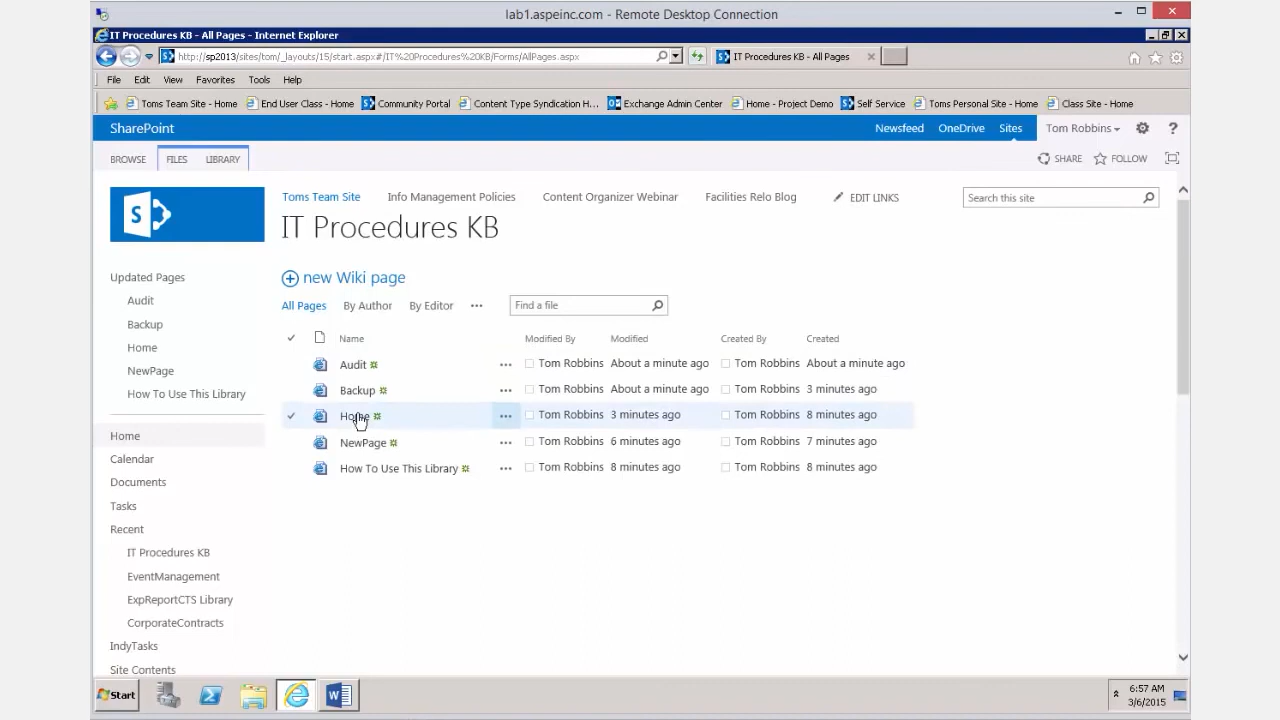 lab1.aspeinc.com - Remote Desktop Connection
IT Procedures KB - All Pages - Internet Explorer
http://sp2013/sites/tom/_layouts/15/start.aspx#/IT%20Procedures%20KB/Forms/AllPages.aspx
IT Procedures KB - All Pages
File Edit View Favorites Tools Help
Toms Team Site - Home End User Class - Home Community Portal Content Type Syndication H... Exchange Admin Center Home - Project Demo Self Service Toms Personal Site - Home Class Site - Home
SharePoint Newsfeed OneDrive Sites Tom Robbins ?
BROWSE FILES LIBRARY SHARE FOLLOW
S Toms Team Site Info Management Policies Content Organizer Webinar Facilities Relo Blog EDIT LINKS Search this site
IT Procedures KB
new Wiki page
All Pages By Author By Editor ... Find a file
Name Modified By Modified Created By Created
Audit ... Tom Robbins About a minute ago Tom Robbins About a minute ago
Backup ... Tom Robbins About a minute ago Tom Robbins 3 minutes ago
Home ... Tom Robbins 3 minutes ago Tom Robbins 8 minutes ago
NewPage ... Tom Robbins 6 minutes ago Tom Robbins 7 minutes ago
How To Use This Library ... Tom Robbins 8 minutes ago Tom Robbins 8 minutes ago
Updated Pages
Audit
Backup
Home
NewPage
How To Use This Library
Home
Calendar
Documents
Tasks
Recent
IT Procedures KB
EventManagement
ExpReportCTS Library
CorporateContracts
IndyTasks
Site Contents
Start 6:57 AM
3/6/2015